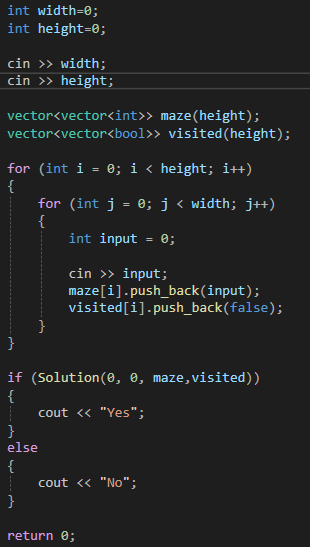 int width=0;
int height=0;

cin >> width;
cin >> height;

vector<vector<int>> maze(height);
vector<vector<bool>> visited(height);

for (int i = 0; i < height; i++)
{
    for (int j = 0; j < width; j++)
    {
        int input = 0;

        cin >> input;
        maze[i].push_back(input);
        visited[i].push_back(false);
    }
}

if (Solution(0, 0, maze,visited))
{
    cout << "Yes";
}
else
{
    cout << "No";
}

return 0;